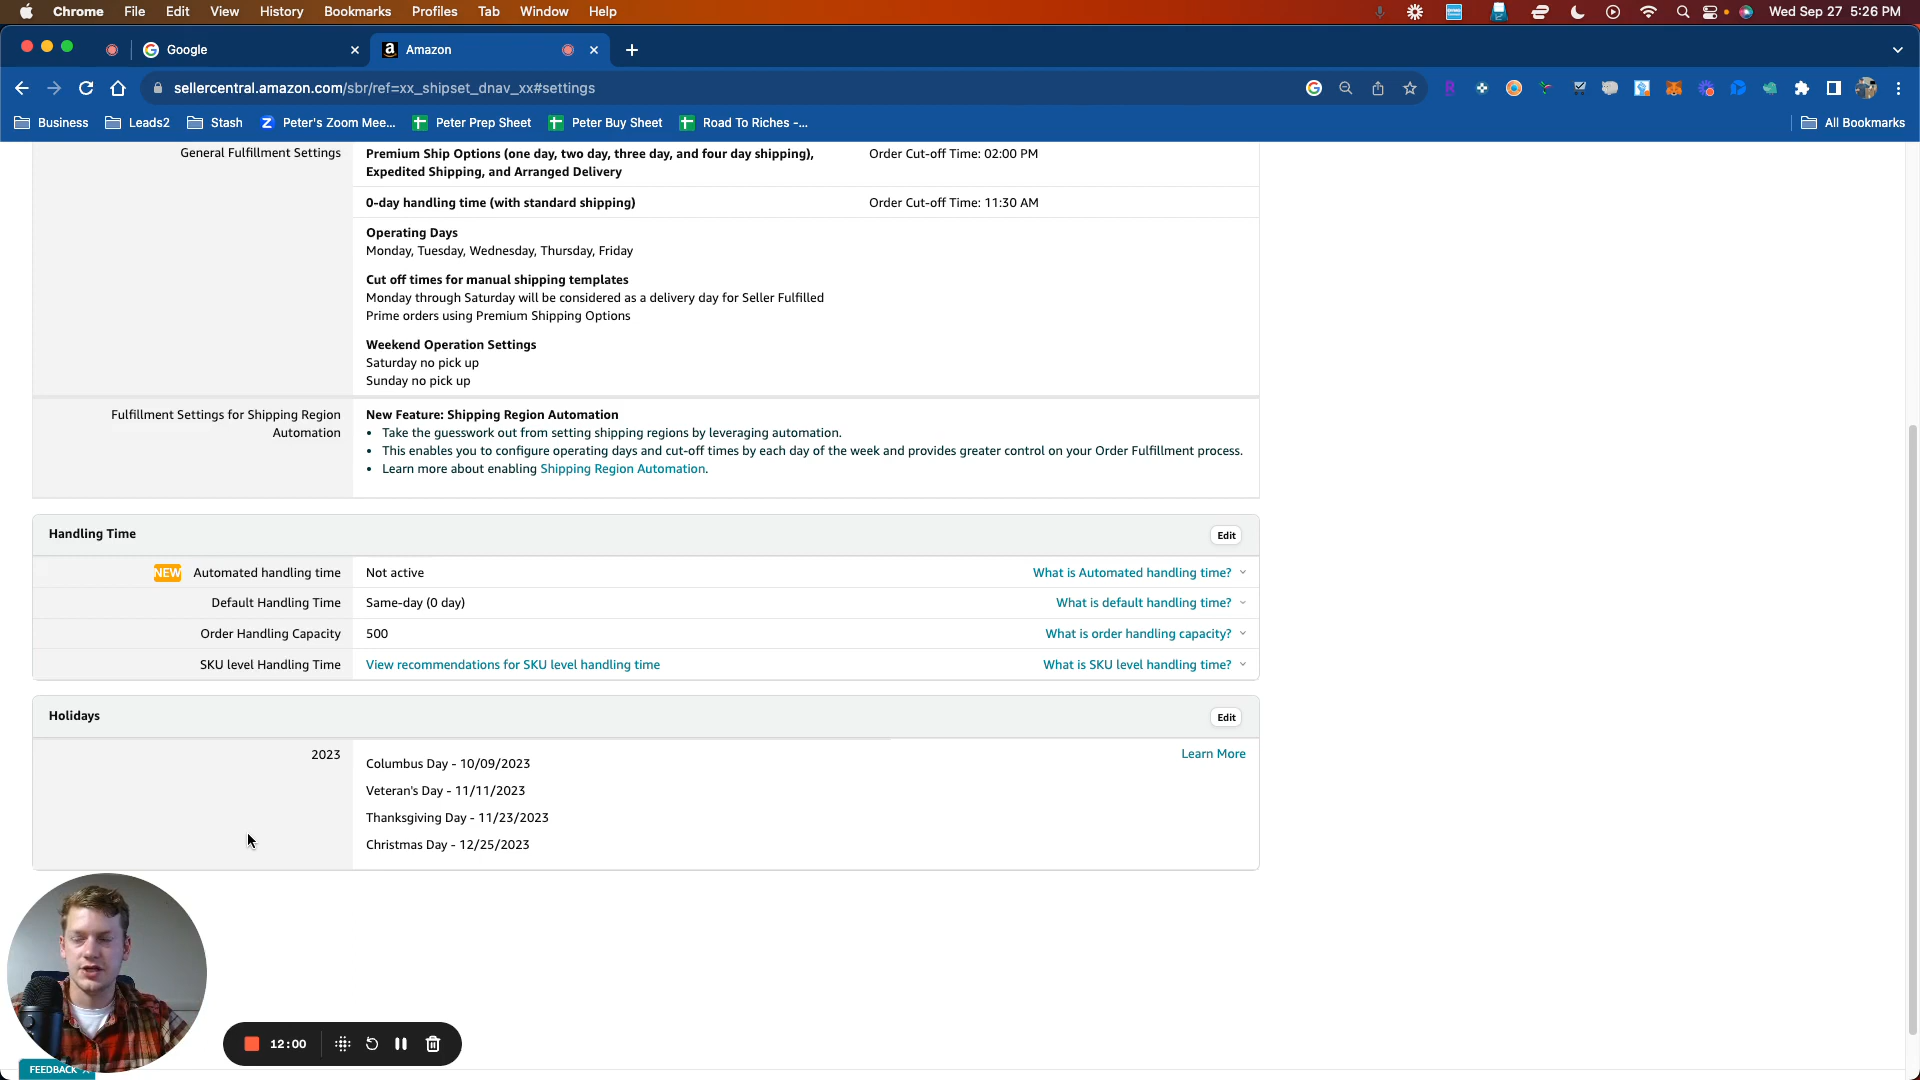 Chrome File Edit View History Bookmarks Profiles Tab Window Help Wed Sep 27 5:26 PM
Google Amazon
sellercentral.amazon.com/sbr/ref=xx_shipset_dnav_xx#settings
Business Leads2 Stash Peter's Zoom Mee... Peter Prep Sheet Peter Buy Sheet Road To Riches -... All Bookmarks
General Fulfillment Settings
Premium Ship Options (one day, two day, three day, and four day shipping), Order Cut-off Time: 02:00 PM
Expedited Shipping, and Arranged Delivery
0-day handling time (with standard shipping) Order Cut-off Time: 11:30 AM
Operating Days
Monday, Tuesday, Wednesday, Thursday, Friday
Cut off times for manual shipping templates
Monday through Saturday will be considered as a delivery day for Seller Fulfilled
Prime orders using Premium Shipping Options
Weekend Operation Settings
Saturday no pick up
Sunday no pick up
Fulfillment Settings for Shipping Region
Automation
New Feature: Shipping Region Automation
• Take the guesswork out from setting shipping regions by leveraging automation.
• This enables you to configure operating days and cut-off times by each day of the week and provides greater control on your Order Fulfillment process.
• Learn more about enabling Shipping Region Automation.
Handling Time Edit
NEW Automated handling time Not active What is Automated handling time?
Default Handling Time Same-day (0 day) What is default handling time?
Order Handling Capacity 500 What is order handling capacity?
SKU level Handling Time View recommendations for SKU level handling time What is SKU level handling time?
Holidays Edit
2023 Learn More
Columbus Day - 10/09/2023
Veteran's Day - 11/11/2023
Thanksgiving Day - 11/23/2023
Christmas Day - 12/25/2023
12:00
FEEDBACK